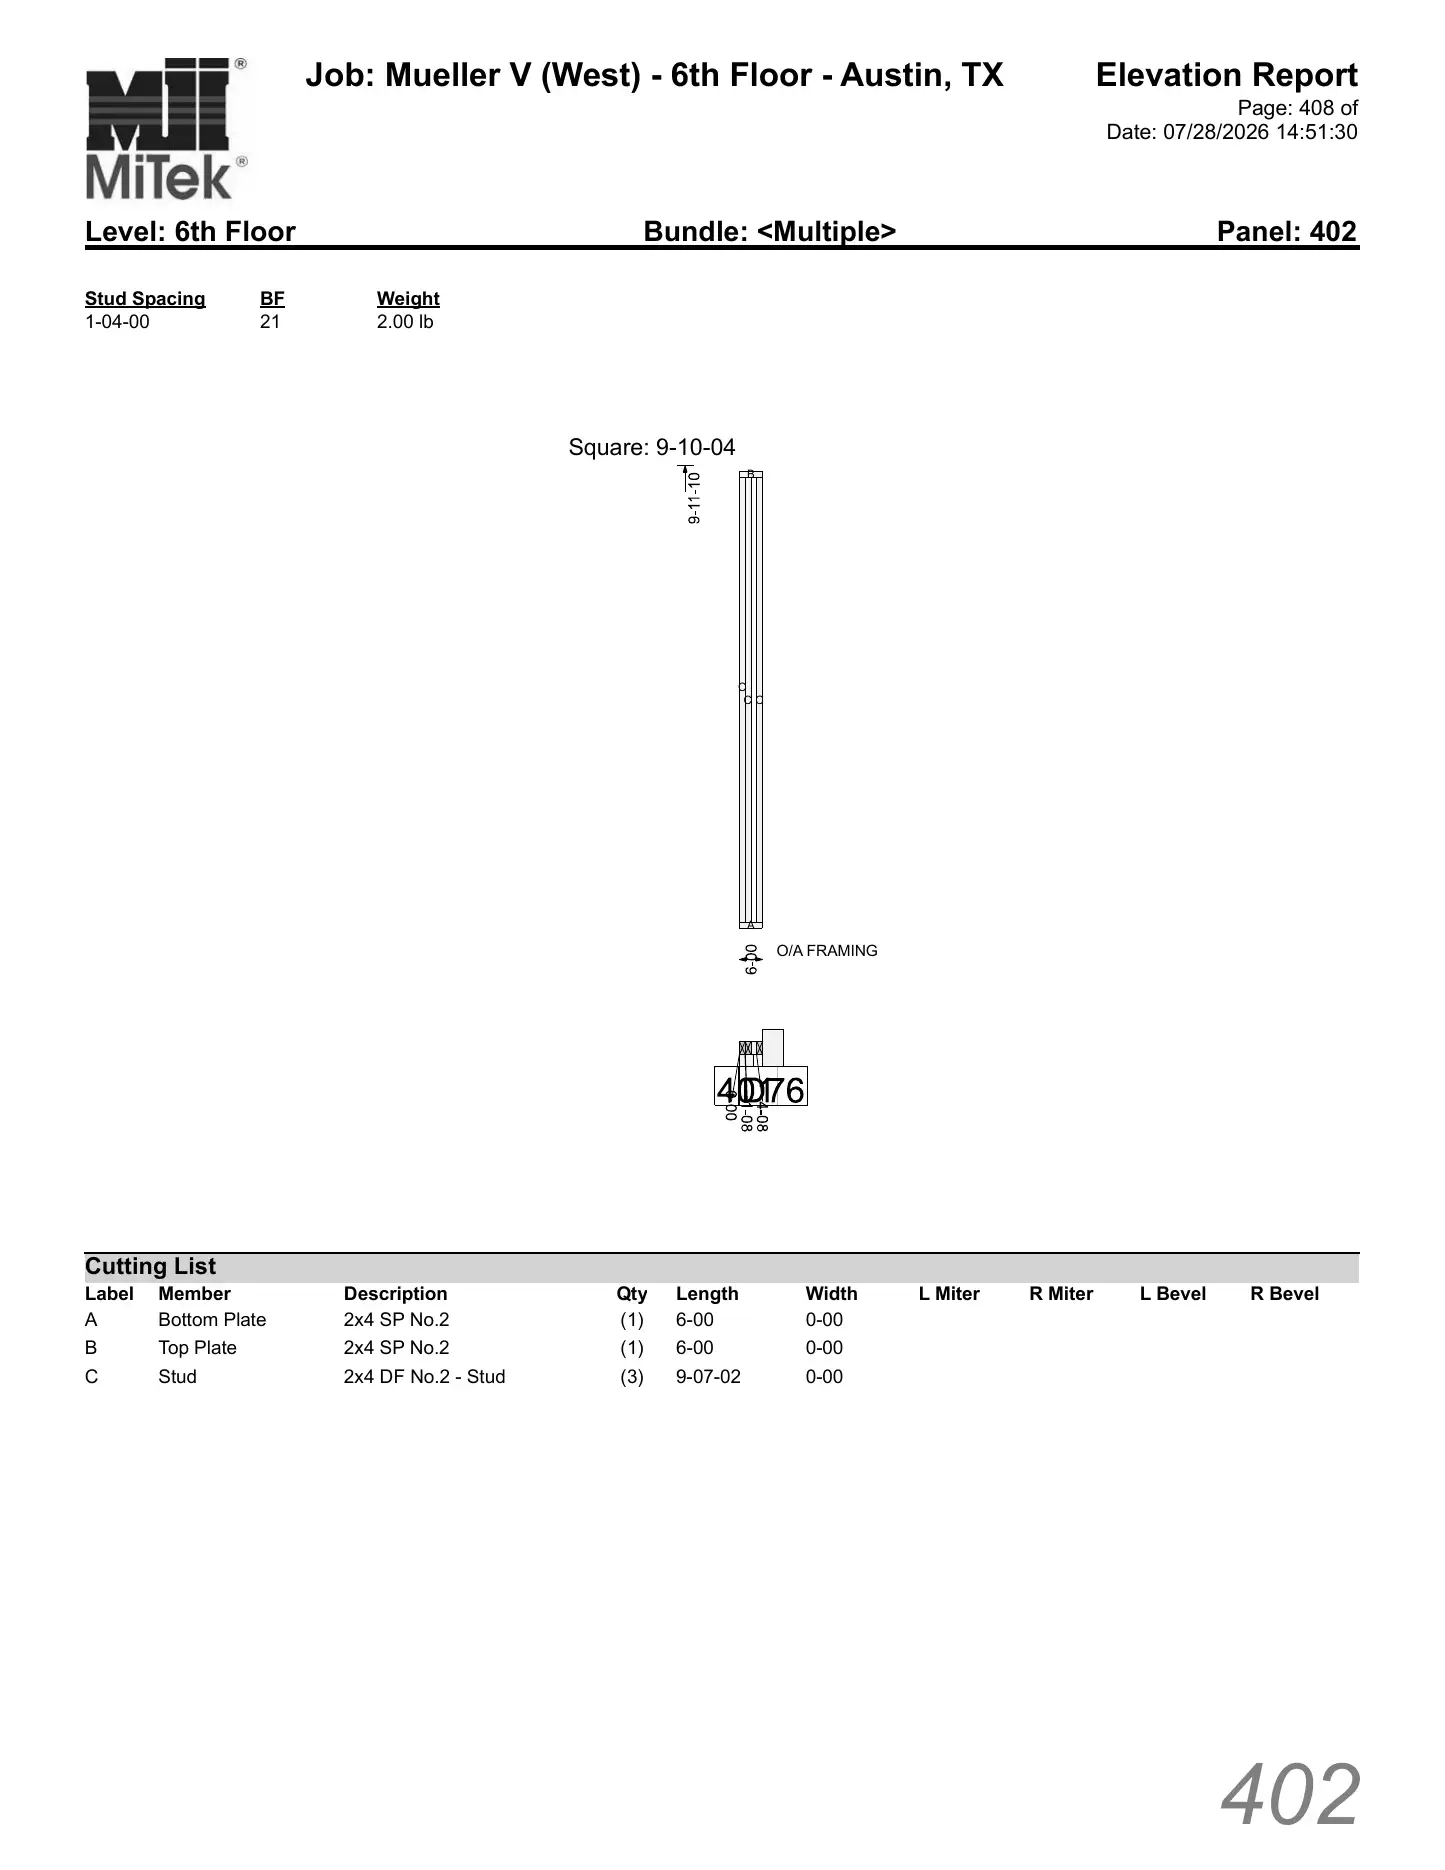 Job: Mueller V (West) - 6th Floor - Austin, TX
Elevation Report
Page: 408 of
Date: 07/28/2026 14:51:30
MiTek®
Level: 6th Floor Bundle: <Multiple> Panel: 402
Stud Spacing BF Weight
1-04-00 21 2.00 lb
Square: 9-10-04
9-11-10
B
C
C C
A
6-00
O/A FRAMING
Cutting List
Label Member Description Qty Length Width L Miter R Miter L Bevel R Bevel
A Bottom Plate 2x4 SP No.2 (1) 6-00 0-00
B Top Plate 2x4 SP No.2 (1) 6-00 0-00
C Stud 2x4 DF No.2 - Stud (3) 9-07-02 0-00
402